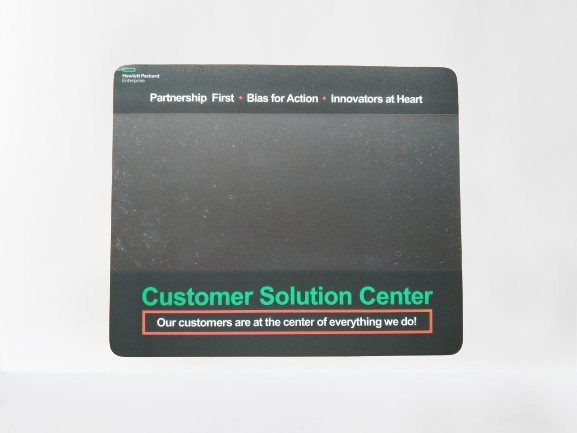 Hewlett Packard
Enterprise
Partnership First • Bias for Action • Innovators at Heart
Customer Solution Center
Our customers are at the center of everything we do!